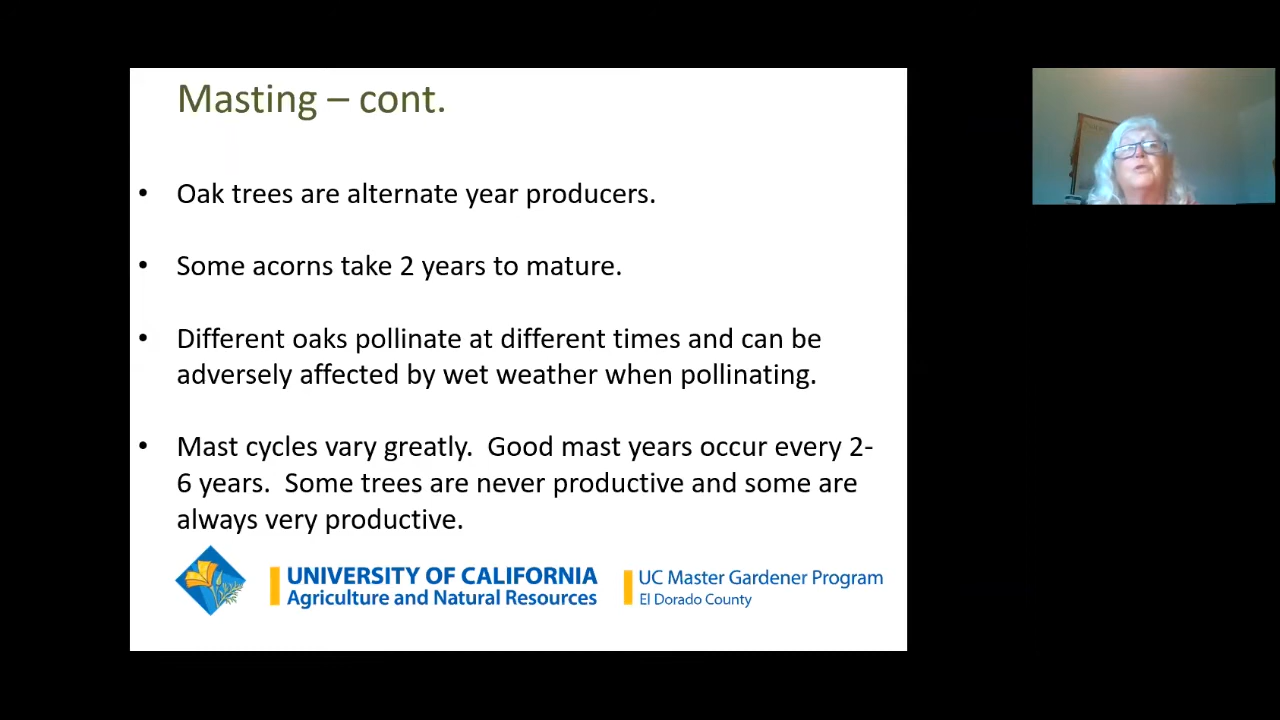 Masting – cont.
• Oak trees are alternate year producers.
• Some acorns take 2 years to mature.
• Different oaks pollinate at different times and can be
adversely affected by wet weather when pollinating.
• Mast cycles vary greatly.  Good mast years occur every 2-
6 years.  Some trees are never productive and some are
always very productive.
UNIVERSITY OF CALIFORNIA
Agriculture and Natural Resources
UC Master Gardener Program
El Dorado County